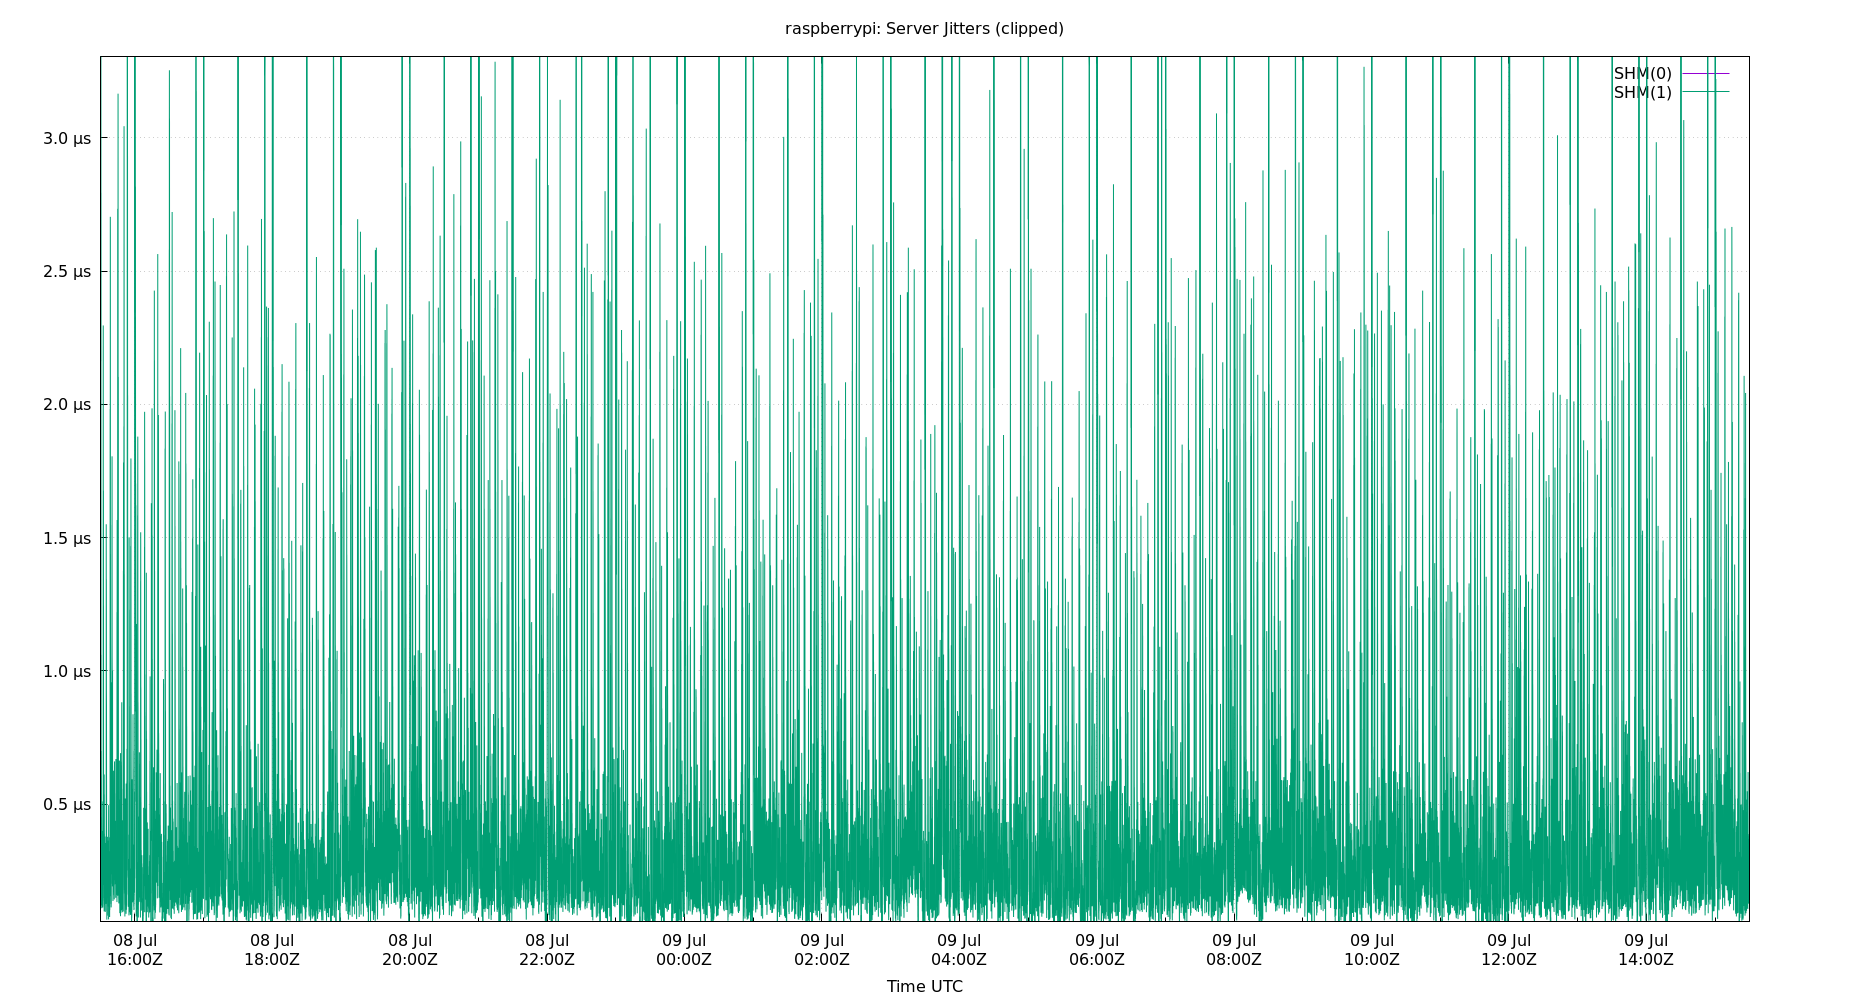 raspberrypi: Server Jitters (clipped)
SHM(0)
SHM(1)
3.0 µs
2.5 µs
2.0 µs
1.5 µs
1.0 µs
0.5 µs
08 Jul 08 Jul 08 Jul 08 Jul 09 Jul 09 Jul 09 Jul 09 Jul 09 Jul 09 Jul 09 Jul 09 Jul
16:00Z 18:00Z 20:00Z 22:00Z 00:00Z 02:00Z 04:00Z 06:00Z 08:00Z 10:00Z 12:00Z 14:00Z
Time UTC